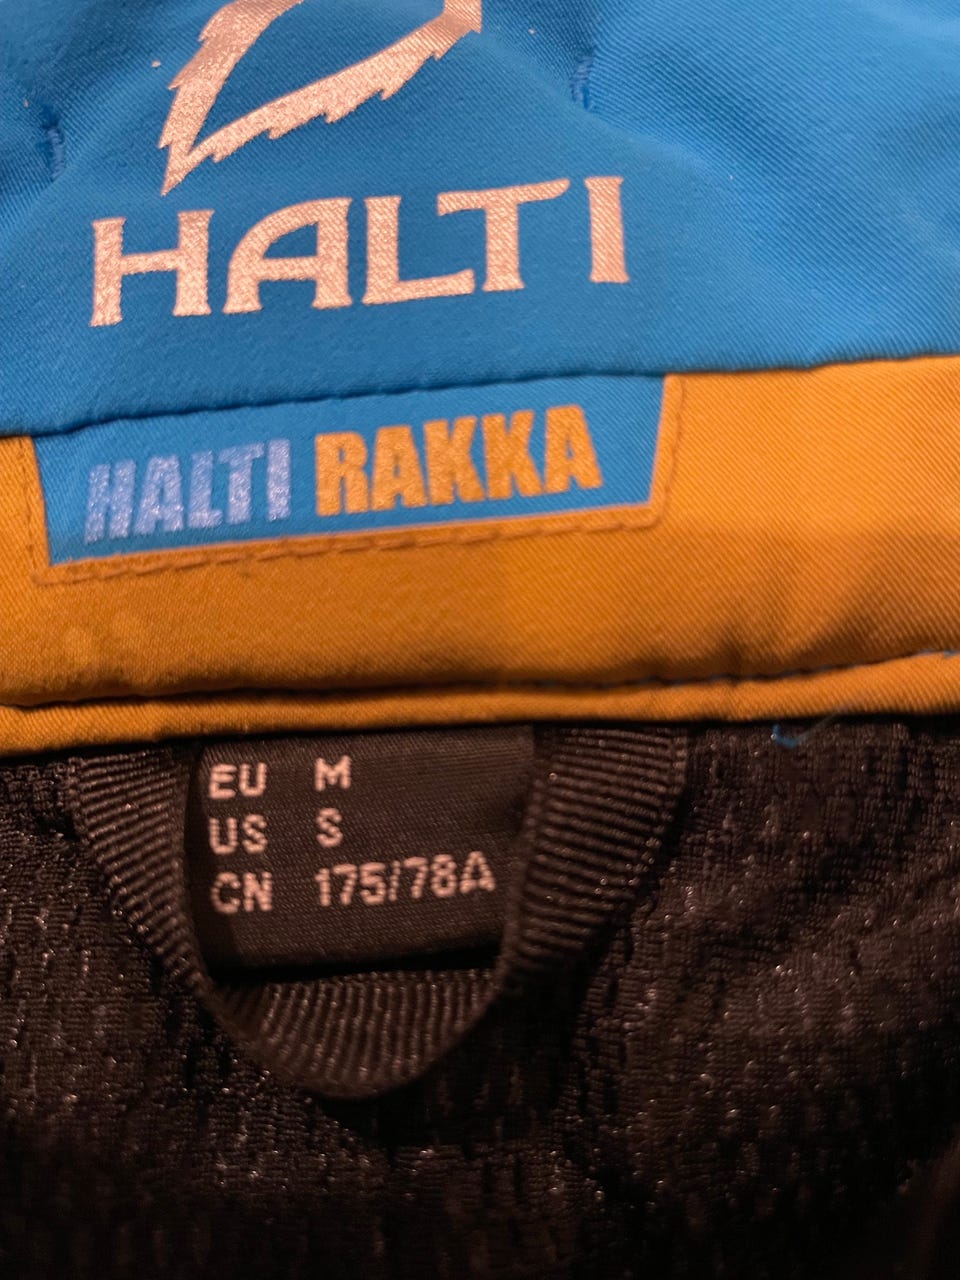 HALTI
HALTI RAKKA
EU M
US S
CN 175/78A